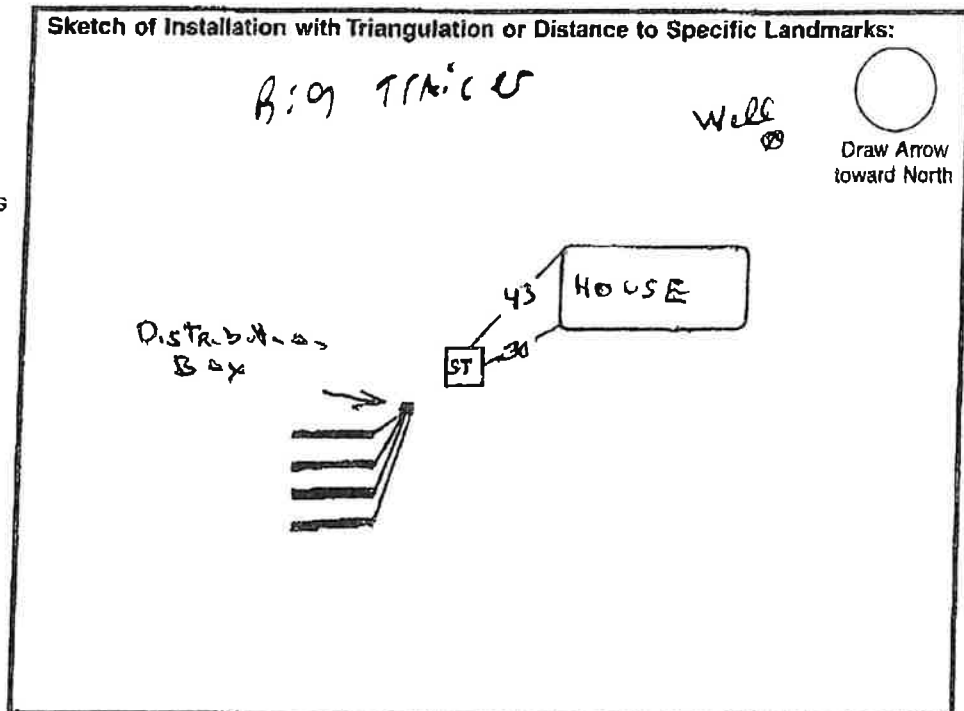 Sketch of Installation with Triangulation or Distance to Specific Landmarks:
Big
Well
Draw Arrow
toward North
43
HOUSE
30
ST
Distribution
Box